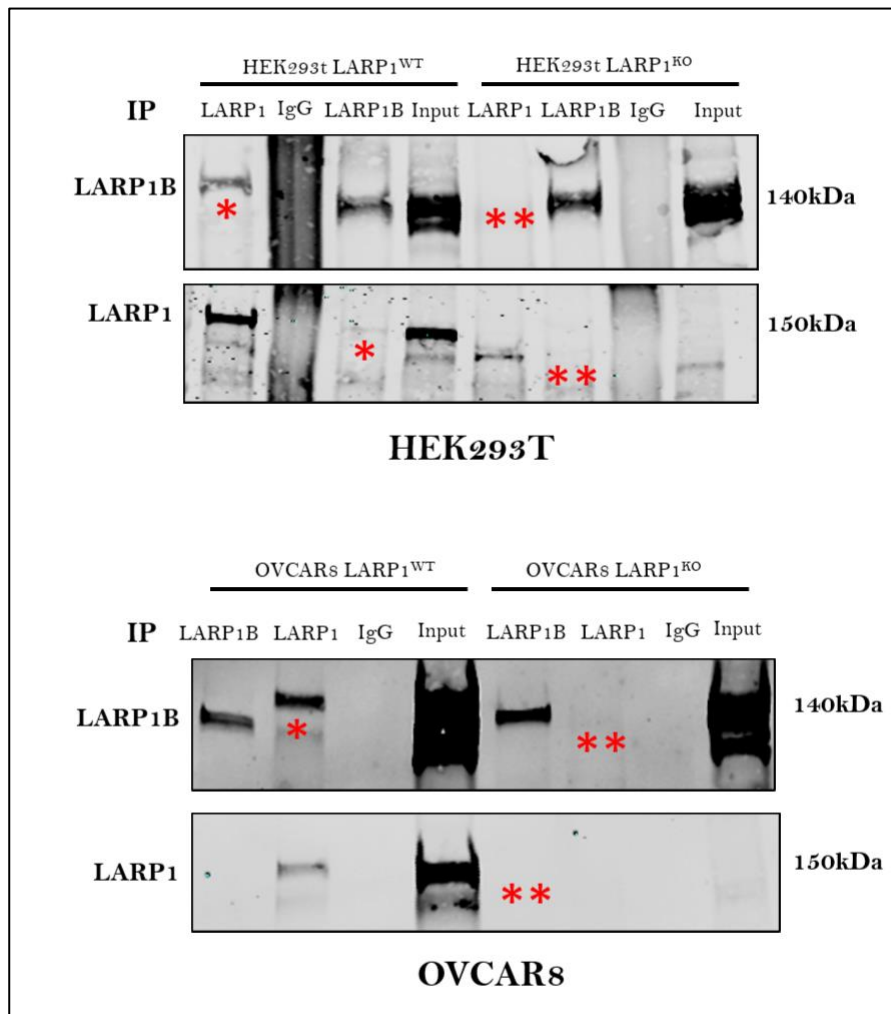 HEK293t LARP1WT HEK293t LARP1KO
IP LARP1 IgG LARP1B Input LARP1 LARP1B IgG Input
LARP1B * ** 140kDa
LARP1 * ** 150kDa
HEK293T
OVCAR8 LARP1WT OVCAR8 LARP1KO
IP LARP1B LARP1 IgG Input LARP1B LARP1 IgG Input
LARP1B * ** 140kDa
LARP1 ** 150kDa
OVCAR8